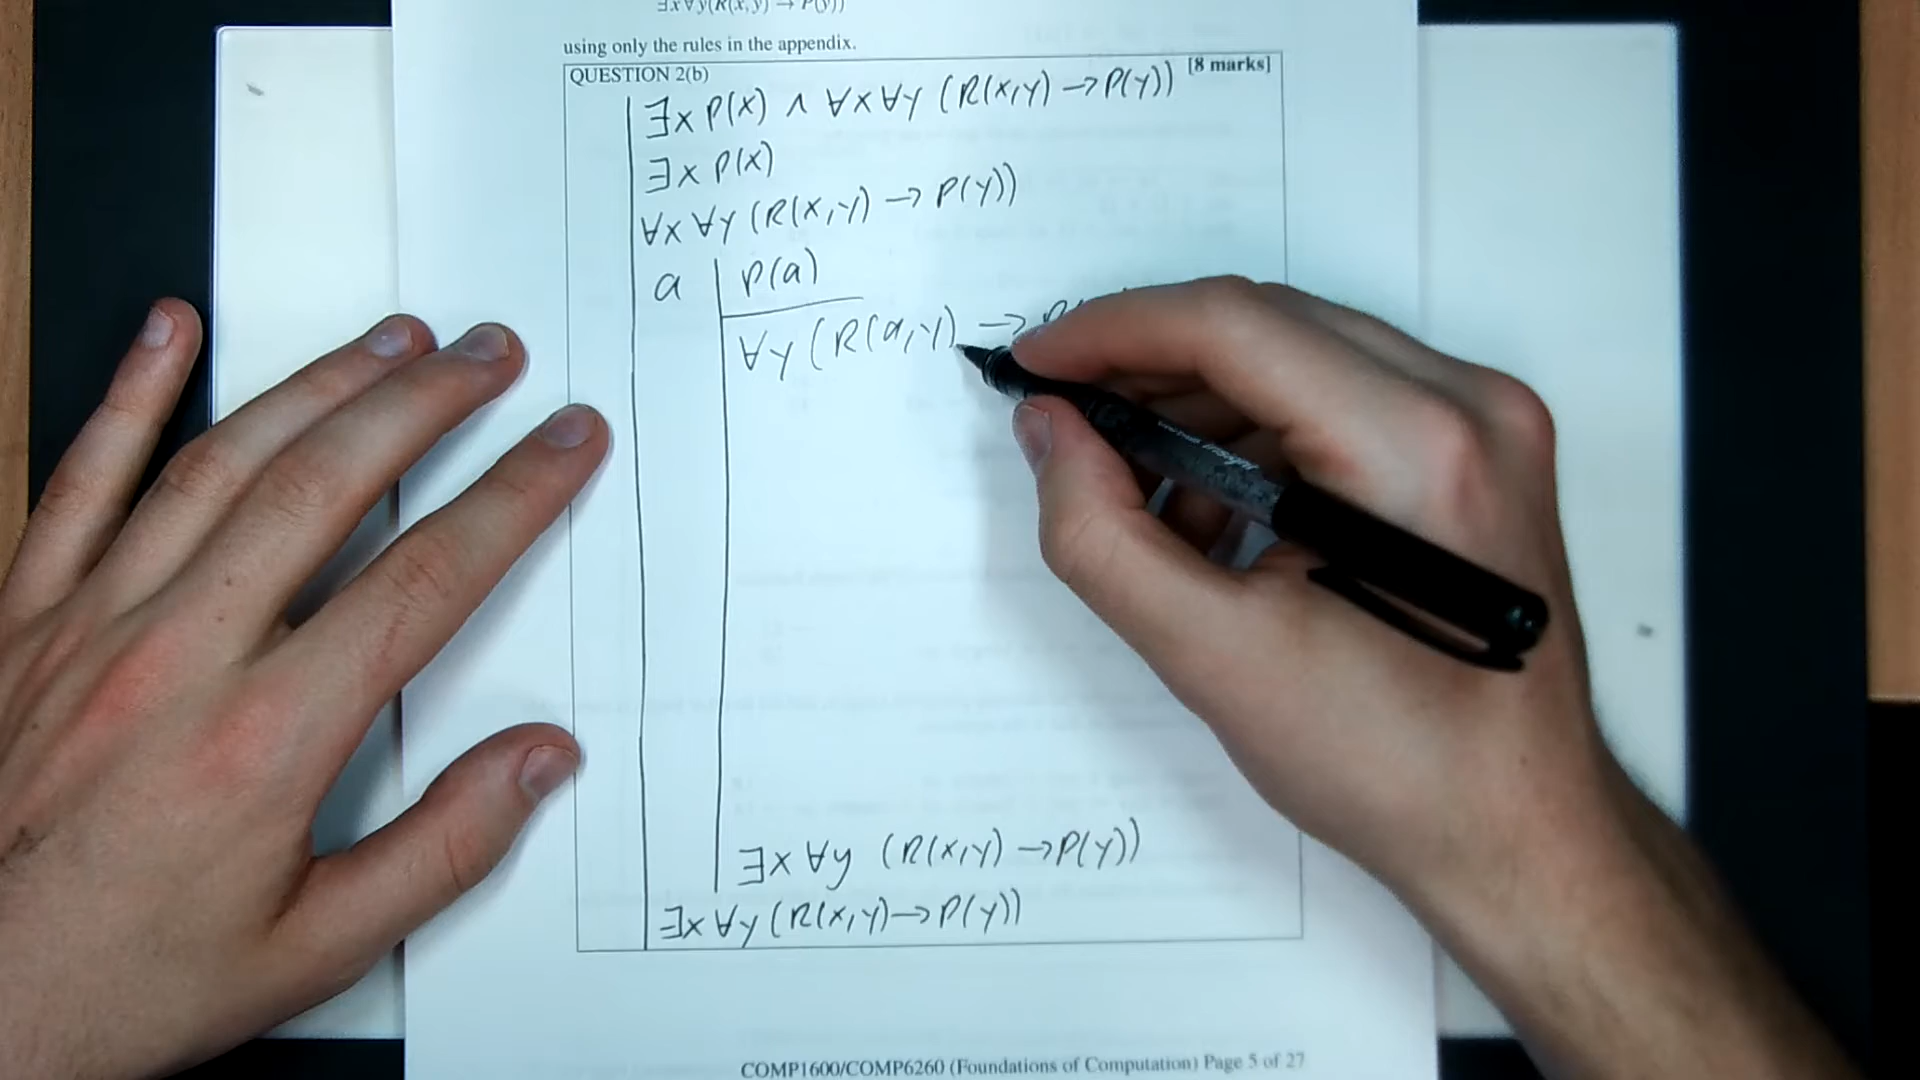 ∃x∀y(R(x,y) → P(y))
using only the rules in the appendix.
QUESTION 2(b) [8 marks]
∃x P(x) ∧ ∀x∀y (R(x,y) → P(y))
∃x P(x)
∀x ∀y (R(x,y) → P(y))
a P(a)
∀y (R(a,y) →
∃x ∀y (R(x,y) → P(y))
∃x ∀y (R(x,y) → P(y))
COMP1600/COMP6260 (Foundations of Computation) Page 5 of 27